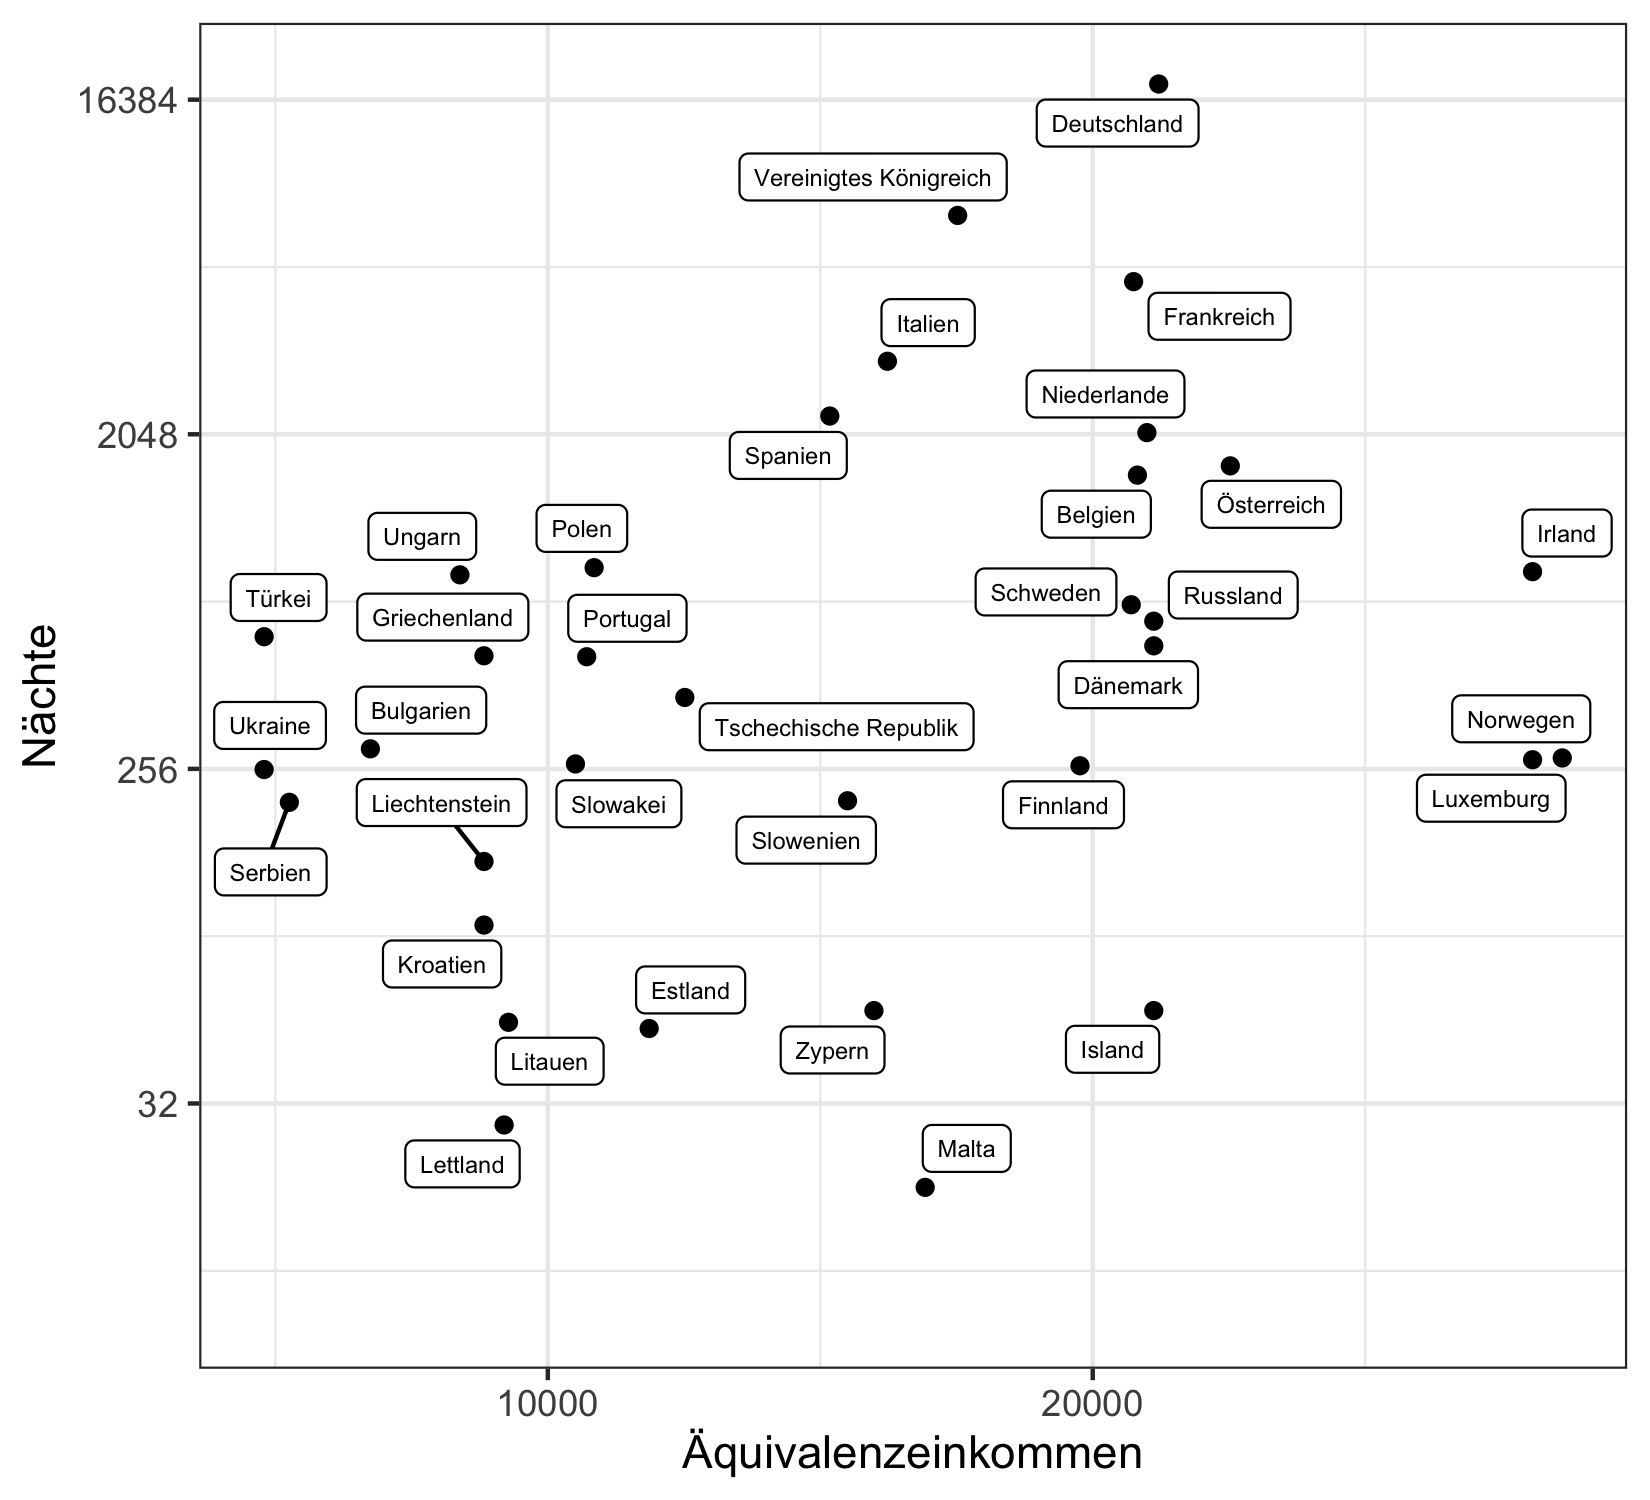 16384
2048
256
32
Nächte
Deutschland
Vereinigtes Königreich
Frankreich
Italien
Niederlande
Spanien
Österreich
Belgien
Polen
Irland
Ungarn
Schweden
Russland
Türkei
Griechenland
Portugal
Dänemark
Bulgarien
Norwegen
Ukraine
Tschechische Republik
Luxemburg
Liechtenstein
Slowakei
Finnland
Slowenien
Serbien
Kroatien
Estland
Zypern
Island
Litauen
Malta
Lettland
10000
20000
Äquivalenzeinkommen